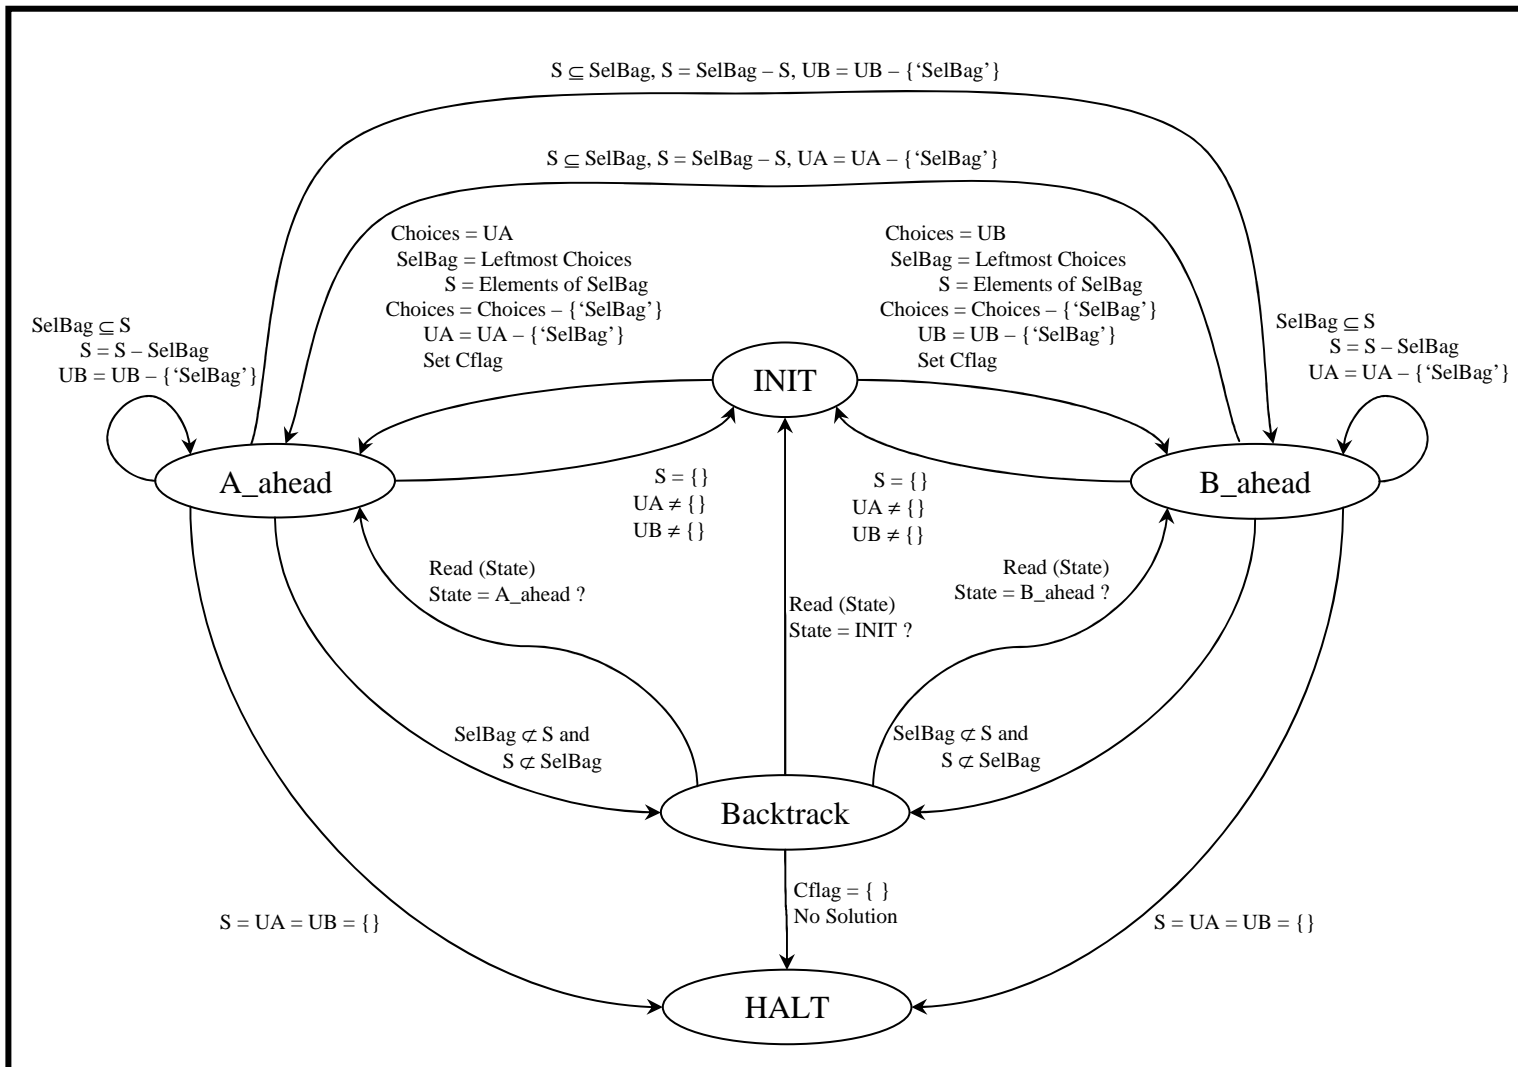 S ⊆ SelBag, S = SelBag – S, UB = UB – {‘SelBag’}
S ⊆ SelBag, S = SelBag – S, UA = UA – {‘SelBag’}
Choices = UA
SelBag = Leftmost Choices
S = Elements of SelBag
Choices = Choices – {‘SelBag’}
UA = UA – {‘SelBag’}
Set Cflag
Choices = UB
SelBag = Leftmost Choices
S = Elements of SelBag
Choices = Choices – {‘SelBag’}
UB = UB – {‘SelBag’}
Set Cflag
SelBag ⊆ S
S = S – SelBag
UB = UB – {‘SelBag’}
SelBag ⊆ S
S = S – SelBag
UA = UA – {‘SelBag’}
INIT
A_ahead
B_ahead
S = {}
UA ≠ {}
UB ≠ {}
S = {}
UA ≠ {}
UB ≠ {}
Read (State)
State = A_ahead ?
Read (State)
State = INIT ?
Read (State)
State = B_ahead ?
SelBag ⊄ S and
S ⊄ SelBag
SelBag ⊄ S and
S ⊄ SelBag
Backtrack
Cflag = { }
No Solution
S = UA = UB = {}
S = UA = UB = {}
HALT